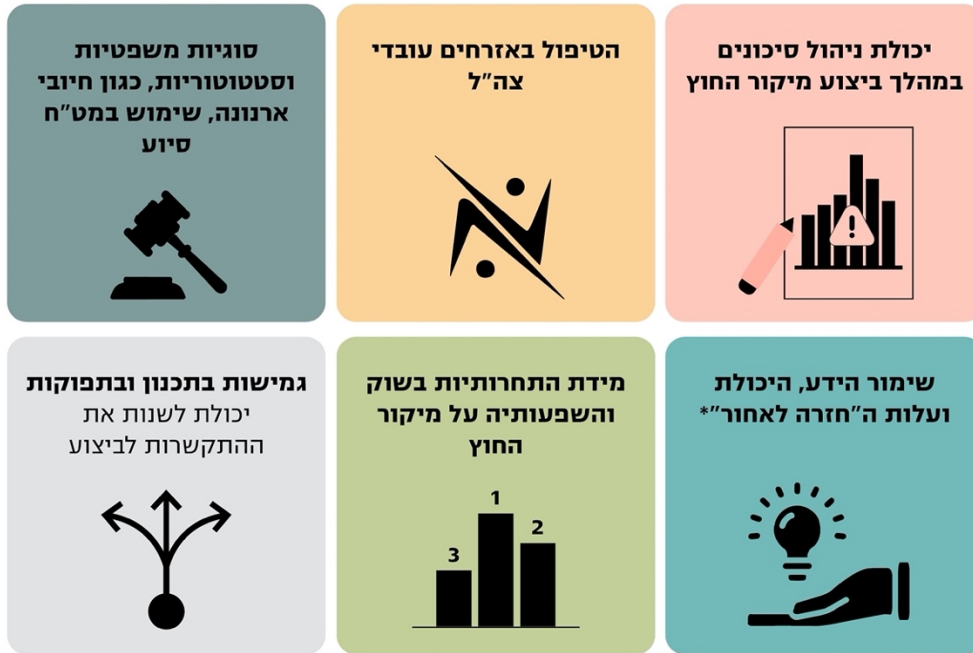 יכולת ניהול סיכונים
במהלך ביצוע מיקור החוץ
הטיפול באזרחים עובדי
צה"ל
סוגיות משפטיות
וסטטוטוריות, כגון חיובי
ארנונה, שימוש במט"ח
סיוע
שימור הידע, היכולת
ועלות ה"חזרה לאחור"*
מידת התחרותיות בשוק
והשפעותיה על מיקור
החוץ
1
2
3
גמישות בתכנון ובתפוקות
יכולת לשנות את
ההתקשרות לביצוע